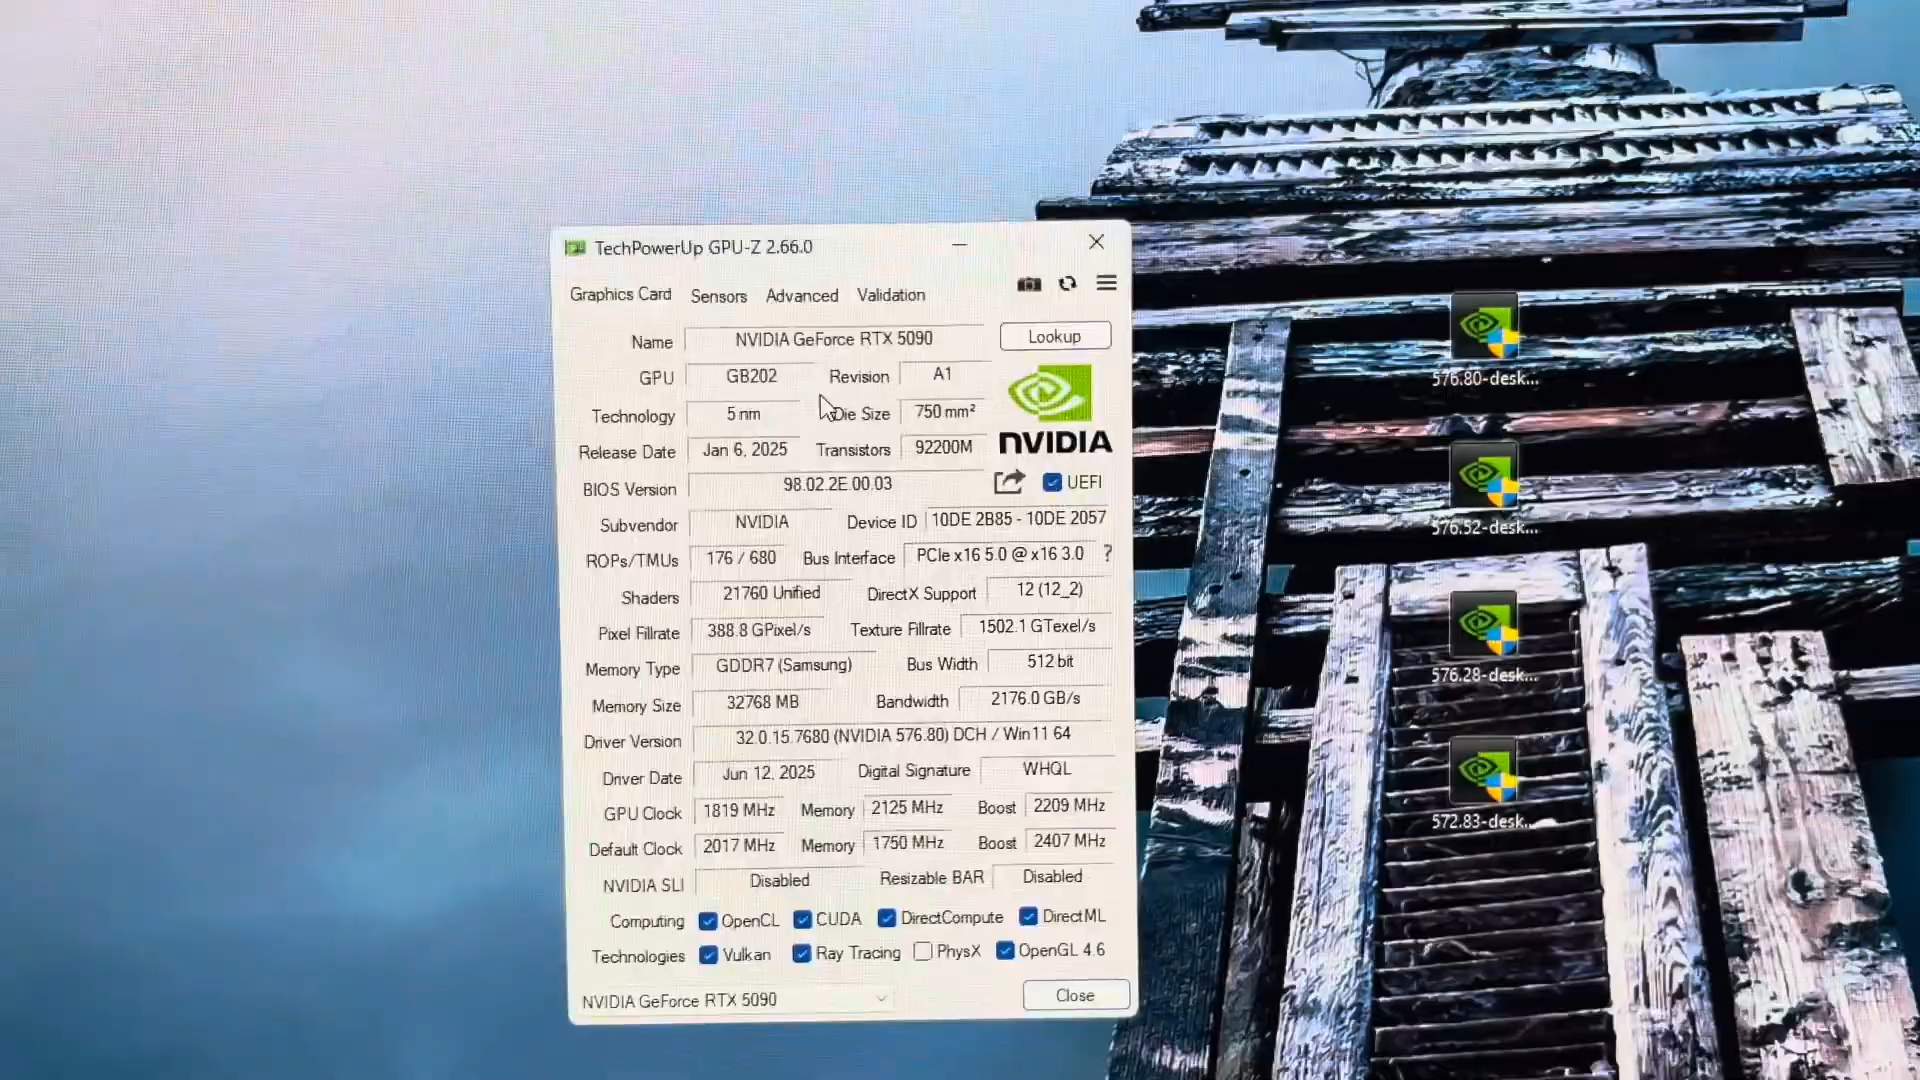 TechPowerUp GPU-Z 2.66.0
Graphics Card Sensors Advanced Validation
Name NVIDIA GeForce RTX 5090 Lookup
GPU GB202 Revision A1
Technology 5 nm Die Size 750 mm²
NVIDIA
Release Date Jan 6, 2025 Transistors 92200M
BIOS Version 98.02.2E.00.03 UEFI
Subvendor NVIDIA Device ID 10DE 2B85 - 10DE 2057
ROPs/TMUs 176 / 680 Bus Interface PCIe x16 5.0 @ x16 3.0 ?
Shaders 21760 Unified DirectX Support 12 (12_2)
Pixel Fillrate 388.8 GPixel/s Texture Fillrate 1502.1 GTexel/s
Memory Type GDDR7 (Samsung) Bus Width 512 bit
Memory Size 32768 MB Bandwidth 2176.0 GB/s
Driver Version 32.0.15.7680 (NVIDIA 576.80) DCH / Win11 64
Driver Date Jun 12, 2025 Digital Signature WHQL
GPU Clock 1819 MHz Memory 2125 MHz Boost 2209 MHz
Default Clock 2017 MHz Memory 1750 MHz Boost 2407 MHz
NVIDIA SLI Disabled Resizable BAR Disabled
Computing OpenCL CUDA DirectCompute DirectML
Technologies Vulkan Ray Tracing PhysX OpenGL 4.6
NVIDIA GeForce RTX 5090 Close
576.80-desk...
576.52-desk...
576.28-desk...
572.83-desk...